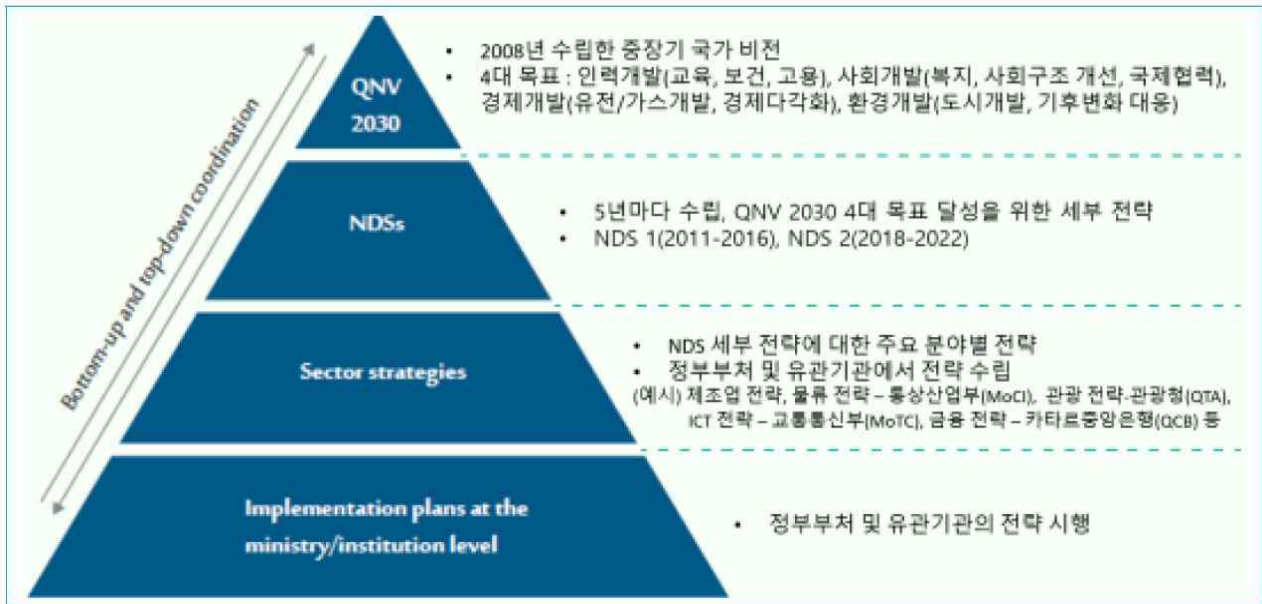 QNV
2030
• 2008년 수립한 중장기 국가 비전
• 4대 목표 : 인력개발(교육, 보건, 고용), 사회개발(복지, 사회구조 개선, 국제협력),
경제개발(유전/가스개발, 경제다각화), 환경개발(도시개발, 기후변화 대응)
Bottom-up and top-down coordination
NDSs
• 5년마다 수립, QNV 2030 4대 목표 달성을 위한 세부 전략
• NDS 1(2011-2016), NDS 2(2018-2022)
Sector strategies
• NDS 세부 전략에 대한 주요 분야별 전략
• 정부부처 및 유관기관에서 전략 수립
(예시) 제조업 전략, 물류 전략 – 통상산업부(MoCI), 관광 전략-관광청(QTA),
ICT 전략 – 교통통신부(MoTC), 금융 전략 – 카타르중앙은행(QCB) 등
Implementation plans at the
ministry/institution level
• 정부부처 및 유관기관의 전략 시행